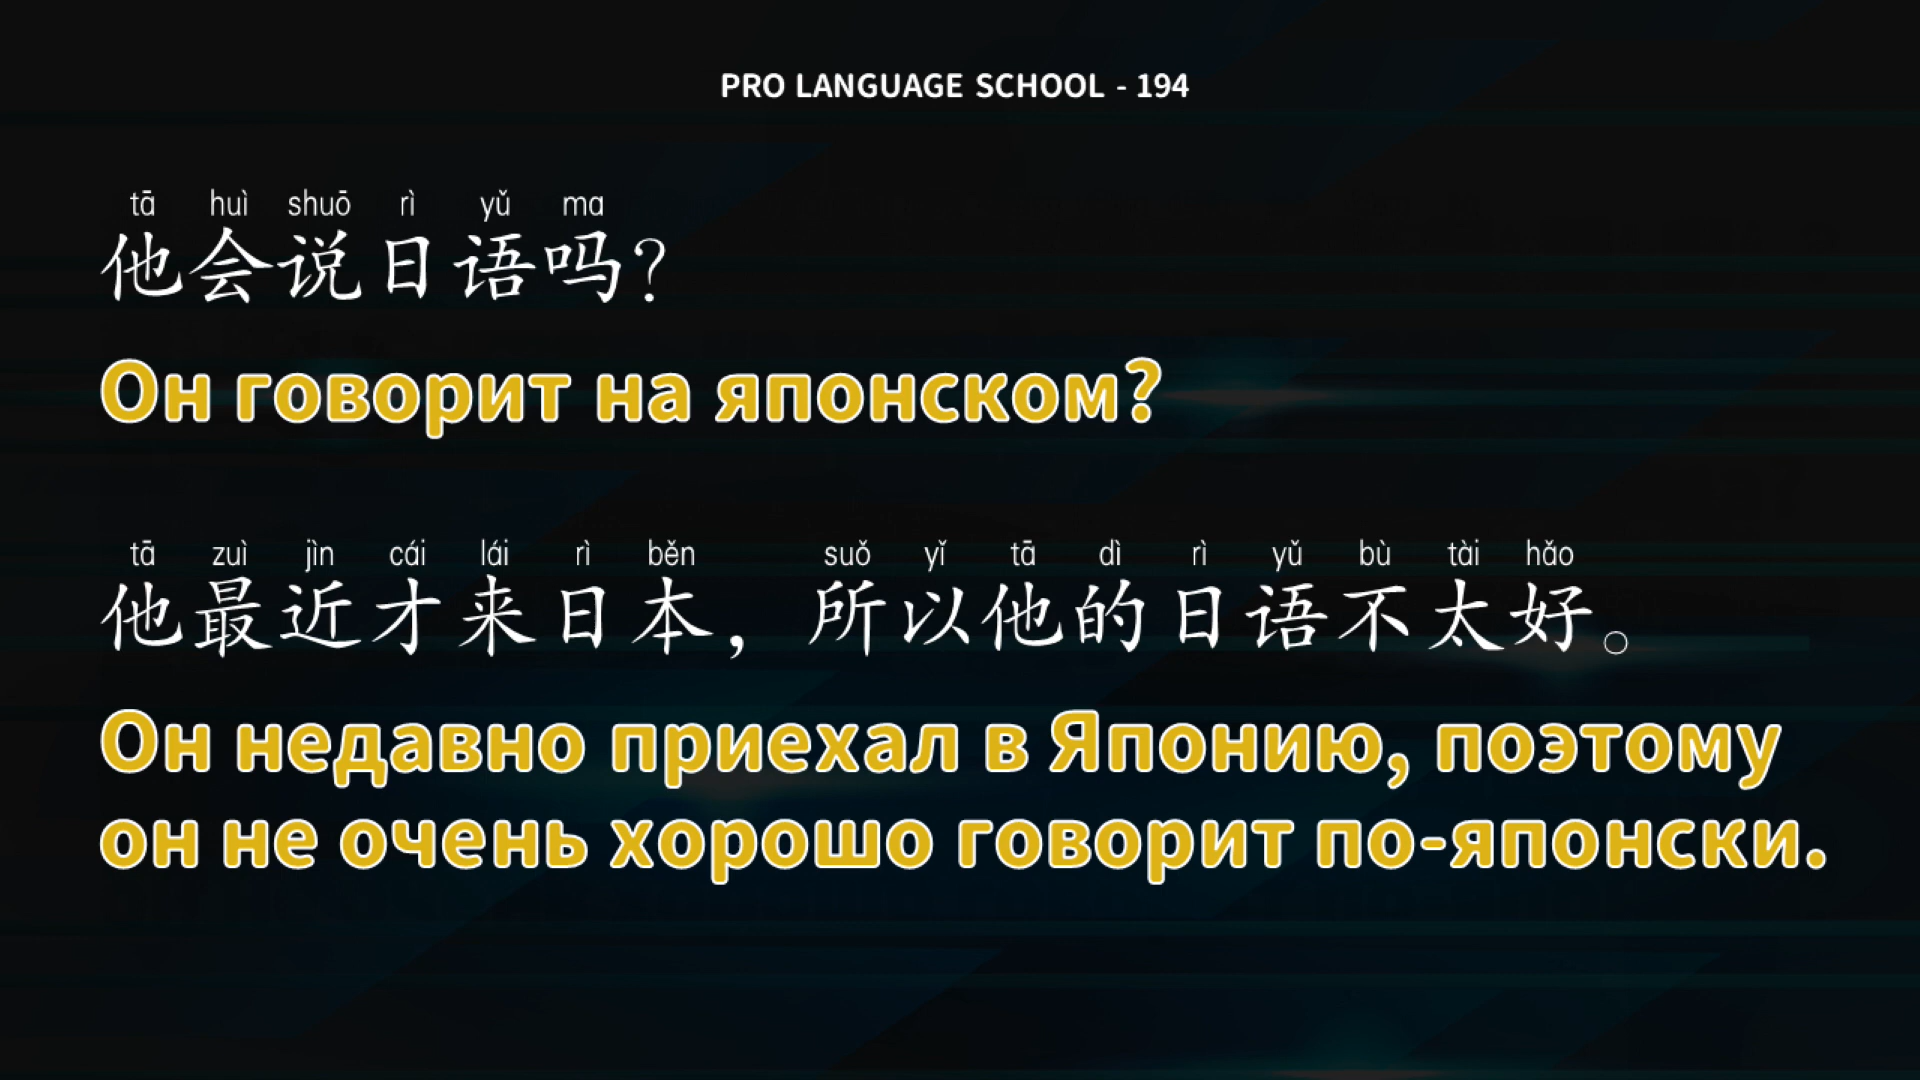 PRO LANGUAGE SCHOOL - 194
tā huì shuō rì yǔ ma
他会说日语吗？
Он говорит на японском?
tā zuì jìn cái lái rì běn suǒ yǐ tā dì rì yǔ bù tài hǎo
他最近才来日本，所以他的日语不太好。
Он недавно приехал в Японию, поэтому
он не очень хорошо говорит по-японски.